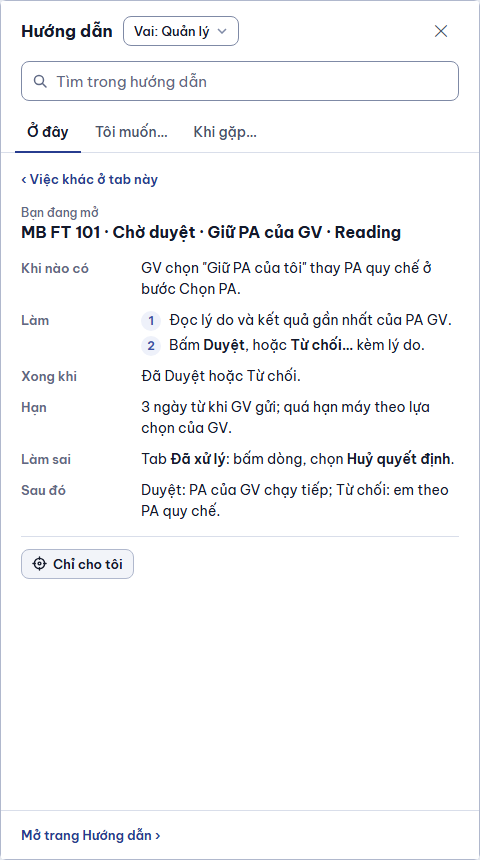 Hướng dẫn
Vai: Quản lý
Tìm trong hướng dẫn
Ở đây
Tôi muốn...
Khi gặp...
‹ Việc khác ở tab này
Bạn đang mở
MB FT 101 · Chờ duyệt · Giữ PA của GV · Reading
Khi nào có
GV chọn "Giữ PA của tôi" thay PA quy chế ở
bước Chọn PA.
Làm
1 Đọc lý do và kết quả gần nhất của PA GV.
2 Bấm Duyệt, hoặc Từ chối... kèm lý do.
Xong khi
Đã Duyệt hoặc Từ chối.
Hạn
3 ngày từ khi GV gửi; quá hạn máy theo lựa
chọn của GV.
Làm sai
Tab Đã xử lý: bấm dòng, chọn Huỷ quyết định.
Sau đó
Duyệt: PA của GV chạy tiếp; Từ chối: em theo
PA quy chế.
Chỉ cho tôi
Mở trang Hướng dẫn ›